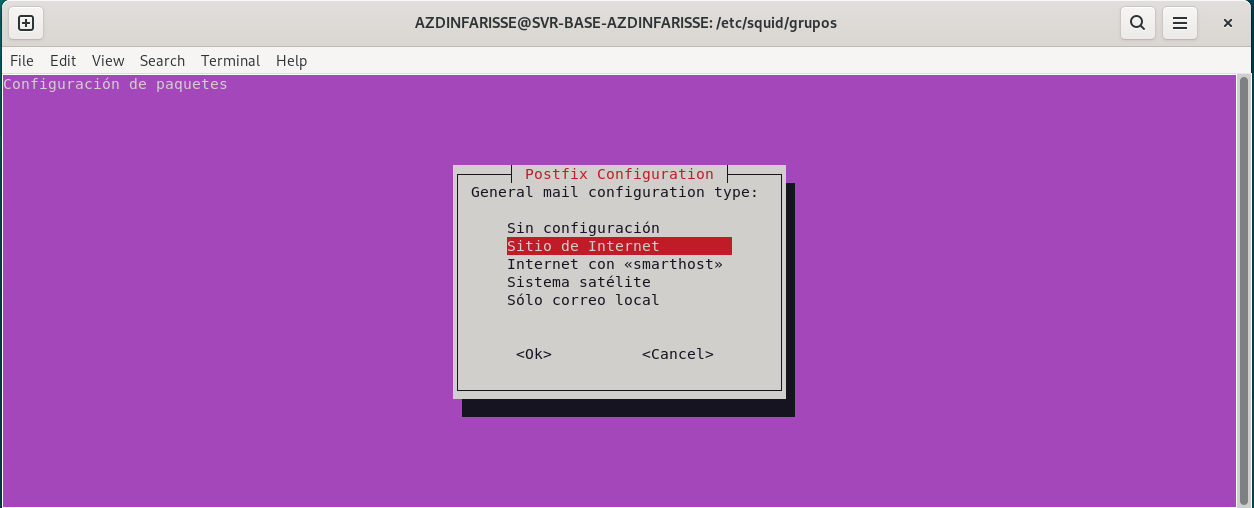 AZDINFARISSE@SVR-BASE-AZDINFARISSE: /etc/squid/grupos
File Edit View Search Terminal Help
Configuración de paquetes
Postfix Configuration
General mail configuration type:
Sin configuración
Sitio de Internet
Internet con «smarthost»
Sistema satélite
Sólo correo local
<Ok> <Cancel>